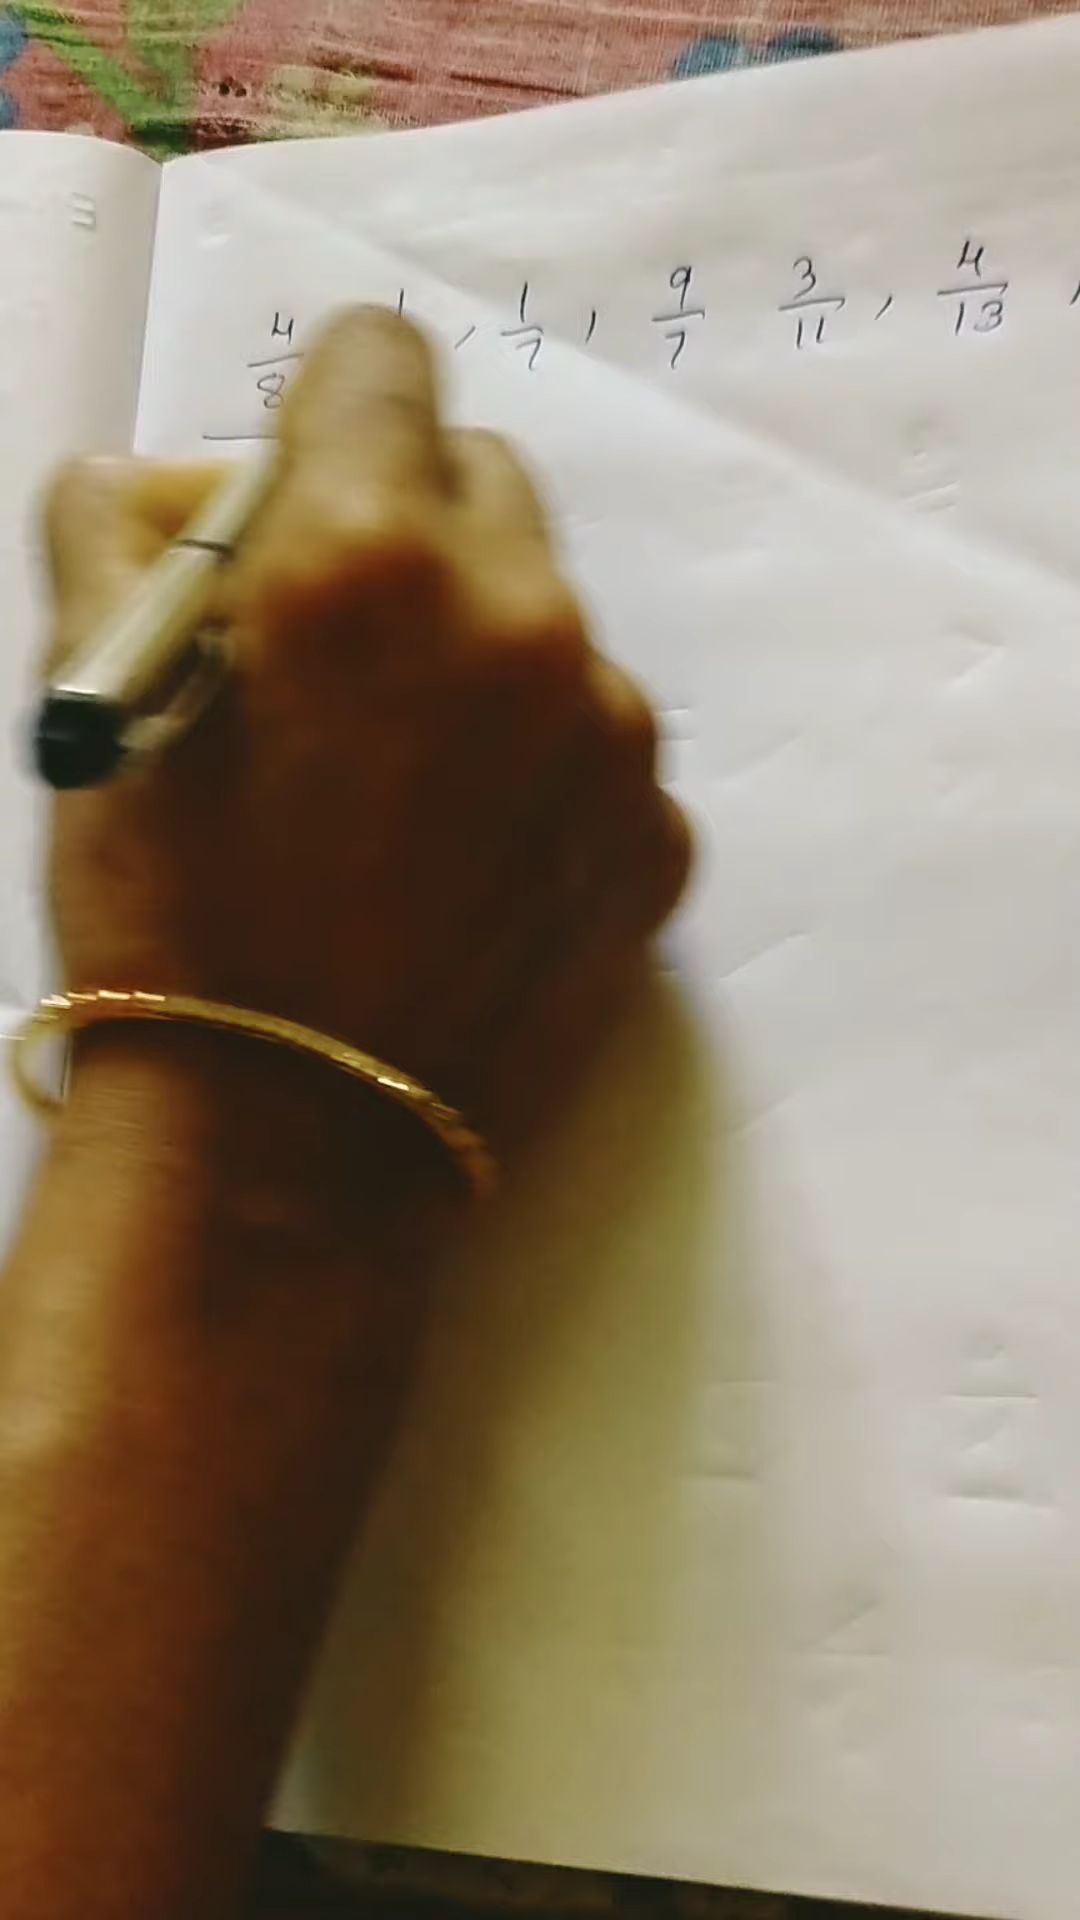 4/8 , 1/7 , 9/7 3/11 , 4/13 ,